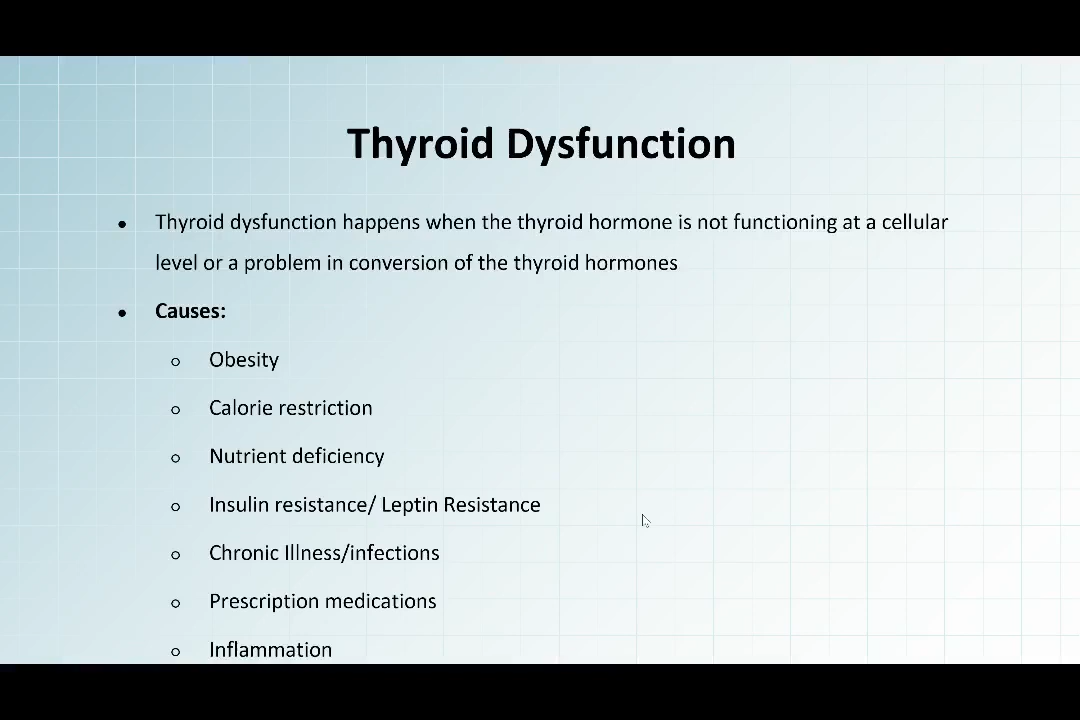 Thyroid Dysfunction
• Thyroid dysfunction happens when the thyroid hormone is not functioning at a cellular
level or a problem in conversion of the thyroid hormones
• Causes:
o Obesity
o Calorie restriction
o Nutrient deficiency
o Insulin resistance/ Leptin Resistance
o Chronic Illness/infections
o Prescription medications
o Inflammation